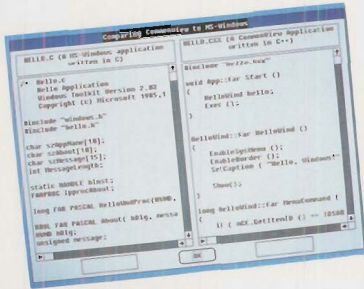 Comparing CommonView to MS-Windows
HELLO.C (A MS-Windows application
written in C)
/* Hello.c
Hello Application
Windows Toolkit Version 2.03
Copyright (c) Microsoft 1985,1
#include "windows.h"
#include "hello.h"
char szAppName[10];
char szAbout[10];
char szMessage[15];
int MessageLength;
static HANDLE hInst;
FARPROC lpprocAbout;
long FAR PASCAL HelloWndProc(HWND,
BOOL FAR PASCAL About( hDlg, messa
HWND hDlg;
unsigned message;
HELLO.CXX (A CommonView Application
written in C++)
#include "hello.hxx"
void App::far Start ()
{
HelloWind hello;
Exec ();
}
HelloWind::far HelloWind ()
{
EnableSysMenu ();
EnableBorder ();
SetCaption ( "Hello, Windows!"
Show();
}
long HelloWind::far MenuCommand (
{
if ( mCE.GetItemID () == IDSAB
OK